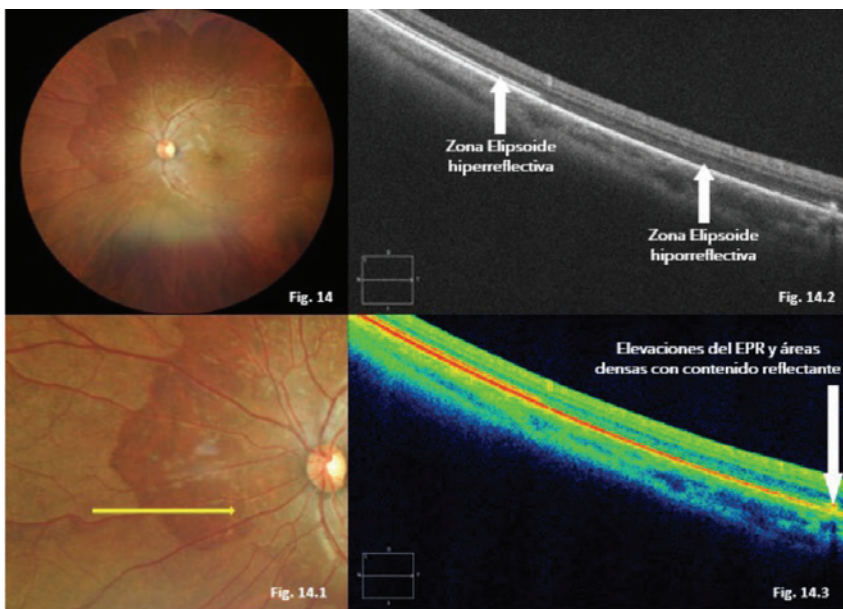 Fig. 14
Zona Elipsoide
hiperreflectiva
Zona Elipsoide
hiporreflectiva
Fig. 14.2
Fig. 14.1
Elevaciones del EPR y áreas
densas con contenido reflectante
Fig. 14.3